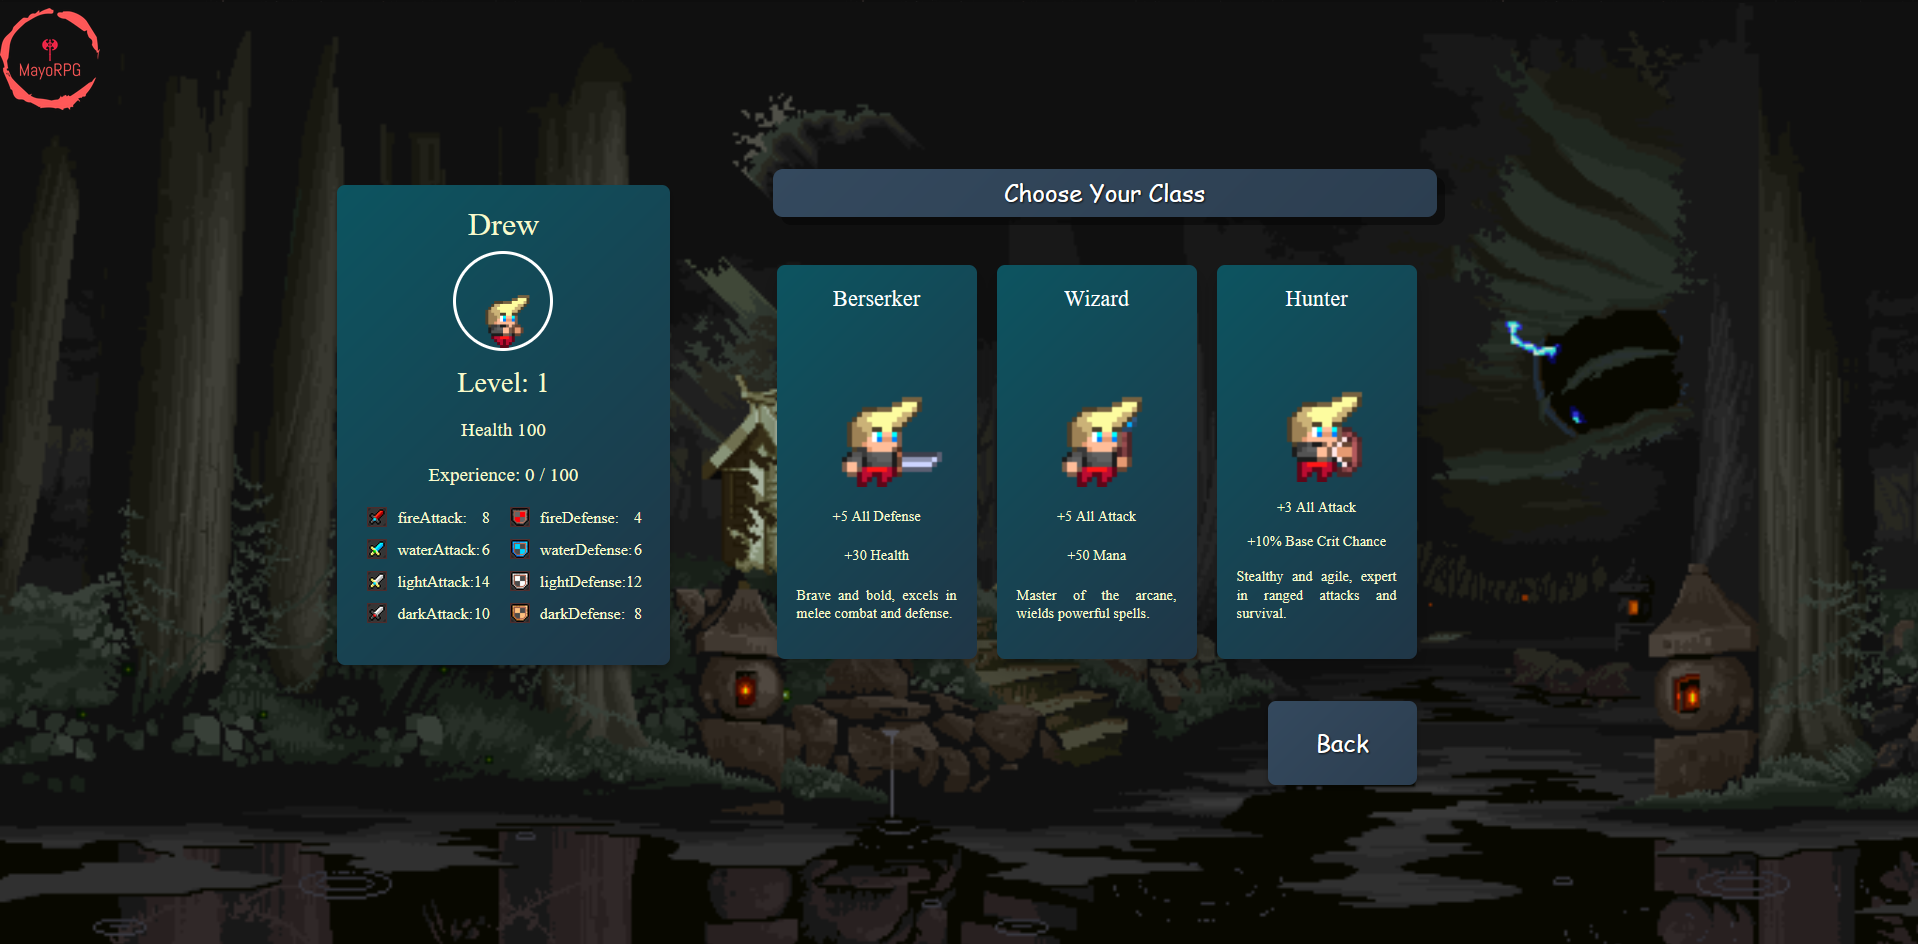 MayoRPG
Drew
Level: 1
Health 100
Experience: 0 / 100
fireAttack: 8 fireDefense: 4
waterAttack: 6 waterDefense: 6
lightAttack: 14 lightDefense: 12
darkAttack: 10 darkDefense: 8
Choose Your Class
Berserker
+5 All Defense
+30 Health
Brave and bold, excels in
melee combat and defense.
Wizard
+5 All Attack
+50 Mana
Master of the arcane,
wields powerful spells.
Hunter
+3 All Attack
+10% Base Crit Chance
Stealthy and agile, expert
in ranged attacks and
survival.
Back